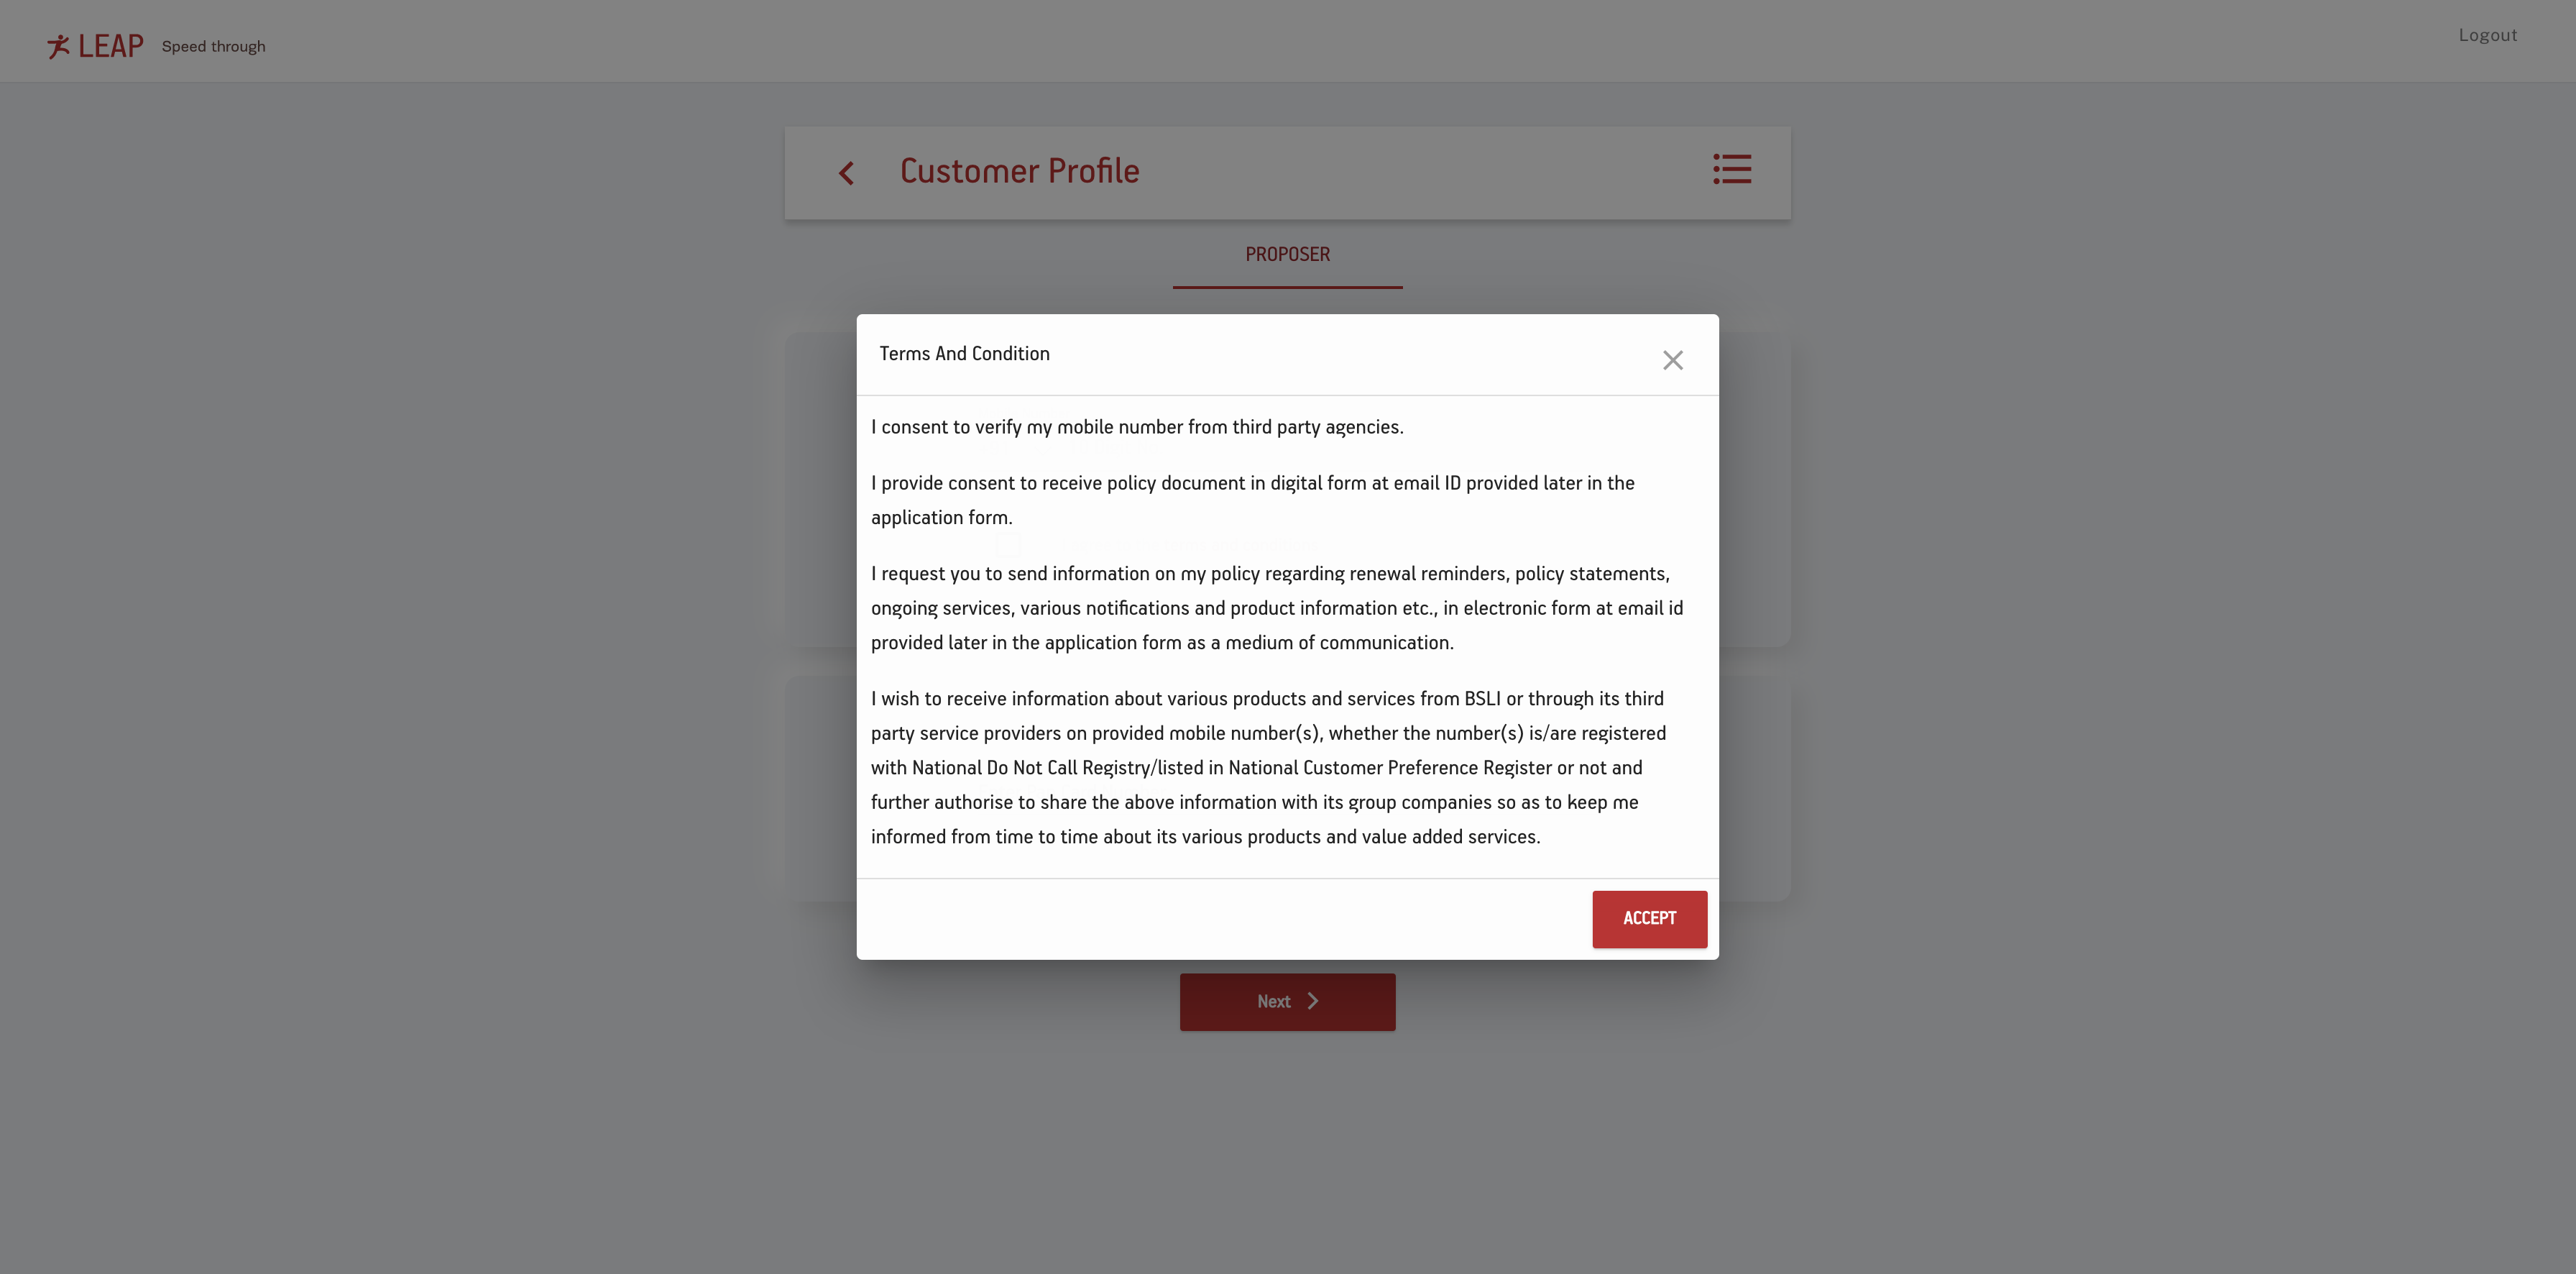 LEAP Speed through
Logout
Customer Profile
PROPOSER
Terms And Condition
I consent to verify my mobile number from third party agencies.
I provide consent to receive policy document in digital form at email ID provided later in the
application form.
I request you to send information on my policy regarding renewal reminders, policy statements,
ongoing services, various notifications and product information etc., in electronic form at email id
provided later in the application form as a medium of communication.
I wish to receive information about various products and services from BSLI or through its third
party service providers on provided mobile number(s), whether the number(s) is/are registered
with National Do Not Call Registry/listed in National Customer Preference Register or not and
further authorise to share the above information with its group companies so as to keep me
informed from time to time about its various products and value added services.
ACCEPT
Next